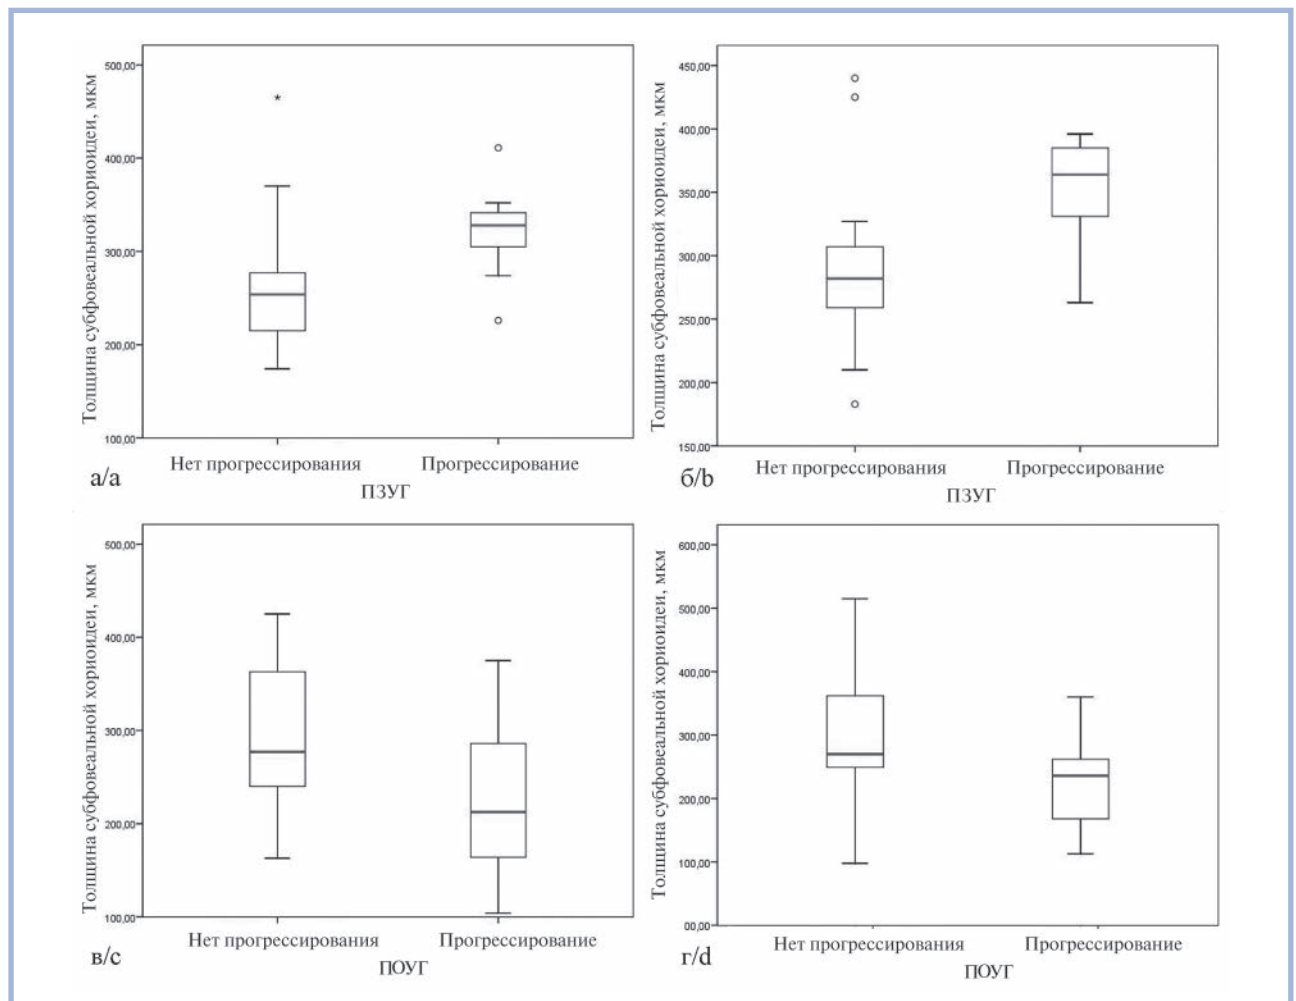 Толщина субфовеальной хориоидеи, мкм
500,00
400,00
300,00
200,00
100,00
*
Нет прогрессирования Прогрессирование
а/a
ПЗУГ
Толщина субфовеальной хориоидеи, мкм
450,00
400,00
350,00
300,00
250,00
200,00
150,00
Нет прогрессирования Прогрессирование
б/b
ПЗУГ
Толщина субфовеальной хориоидеи, мкм
500,00
400,00
300,00
200,00
100,00
Нет прогрессирования Прогрессирование
в/c
ПОУГ
Толщина субфовеальной хориоидеи, мкм
600,00
500,00
400,00
300,00
200,00
100,00
00,00
Нет прогрессирования Прогрессирование
г/d
ПОУГ